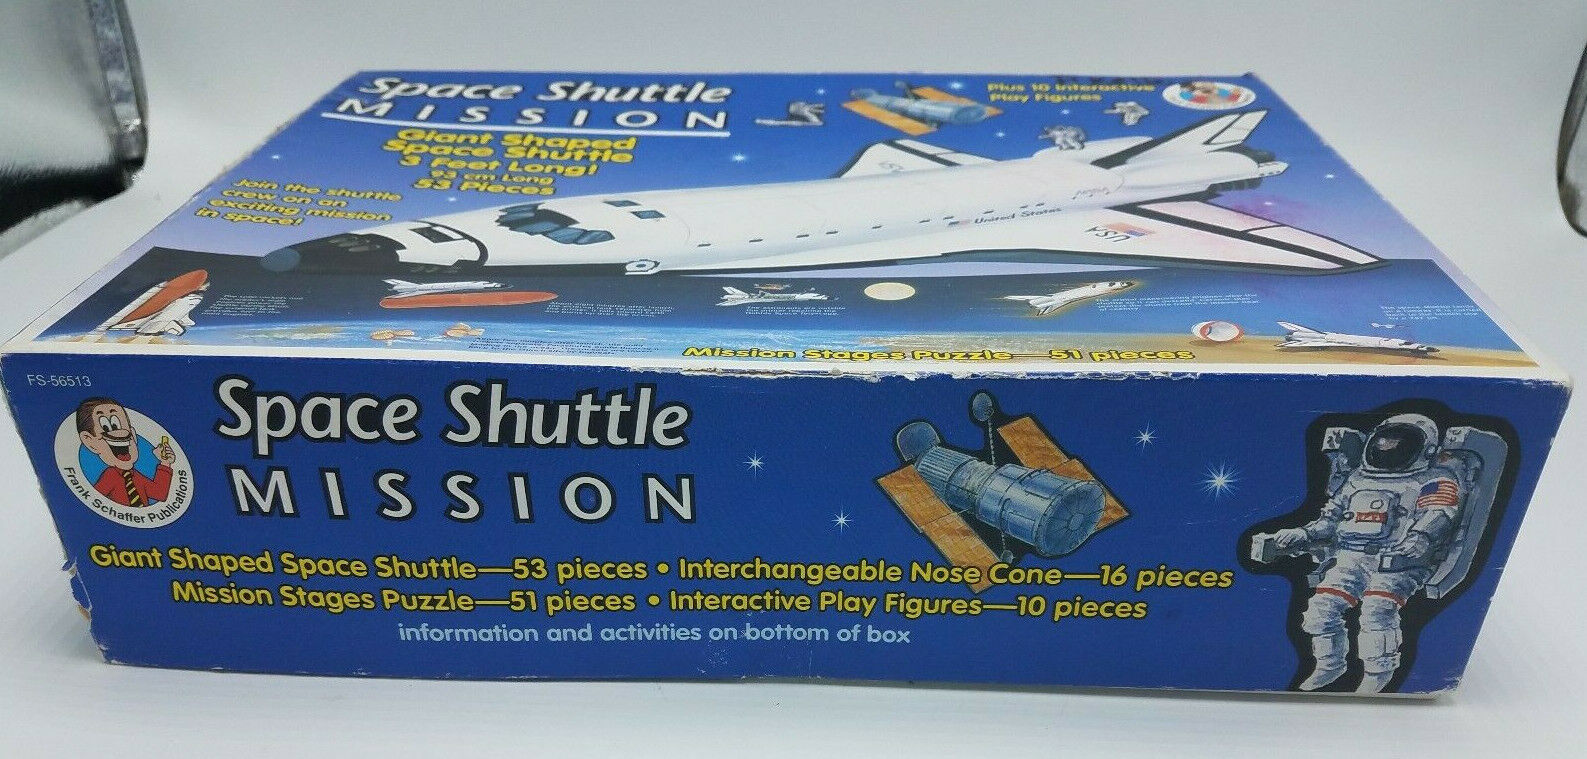 Space Shuttle
MISSION
Giant Shaped
Space Shuttle
3 Feet Long!
93 cm Long
53 Pieces
Join the shuttle
crew on an
exciting mission
in space!
Plus 10 Interactive
Play Figures
United States
USA
Mission Stages Puzzle—51 pieces
FS-56513
Frank Schaffer Publications
Space Shuttle
MISSION
Giant Shaped Space Shuttle—53 pieces • Interchangeable Nose Cone—16 pieces
Mission Stages Puzzle—51 pieces • Interactive Play Figures—10 pieces
information and activities on bottom of box